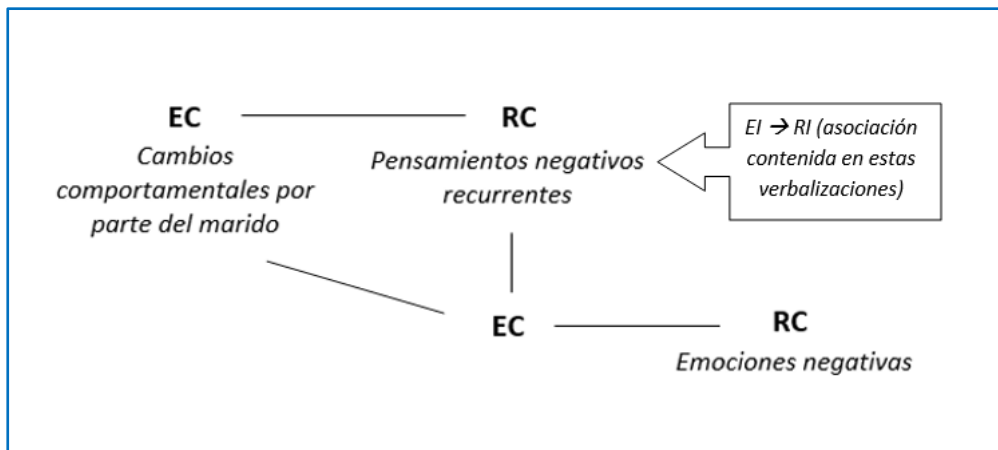 EC
Cambios
comportamentales por
parte del marido
RC
Pensamientos negativos
recurrentes
EI → RI (asociación
contenida en estas
verbalizaciones)
EC
RC
Emociones negativas